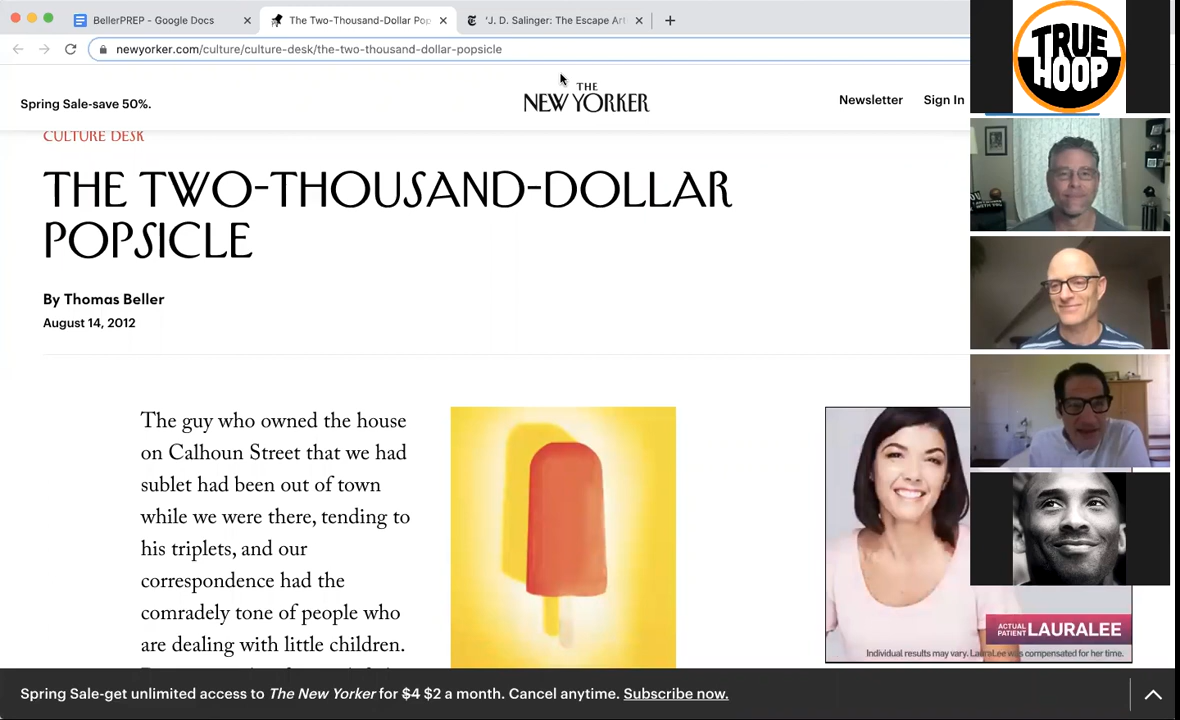 BellerPREP - Google Docs
The Two-Thousand-Dollar Pop
'J. D. Salinger: The Escape Art
newyorker.com/culture/culture-desk/the-two-thousand-dollar-popsicle
Spring Sale-save 50%.
THE
NEW YORKER
Newsletter
Sign In
TRUE
HOOP
CULTURE DESK
THE TWO-THOUSAND-DOLLAR
POPSICLE
By Thomas Beller
August 14, 2012
The guy who owned the house
on Calhoun Street that we had
sublet had been out of town
while we were there, tending to
his triplets, and our
correspondence had the
comradely tone of people who
are dealing with little children.
ACTUAL
PATIENT
LAURALEE
Individual results may vary. LauraLee was compensated for her time.
Spring Sale-get unlimited access to The New Yorker for $4 $2 a month. Cancel anytime. Subscribe now.